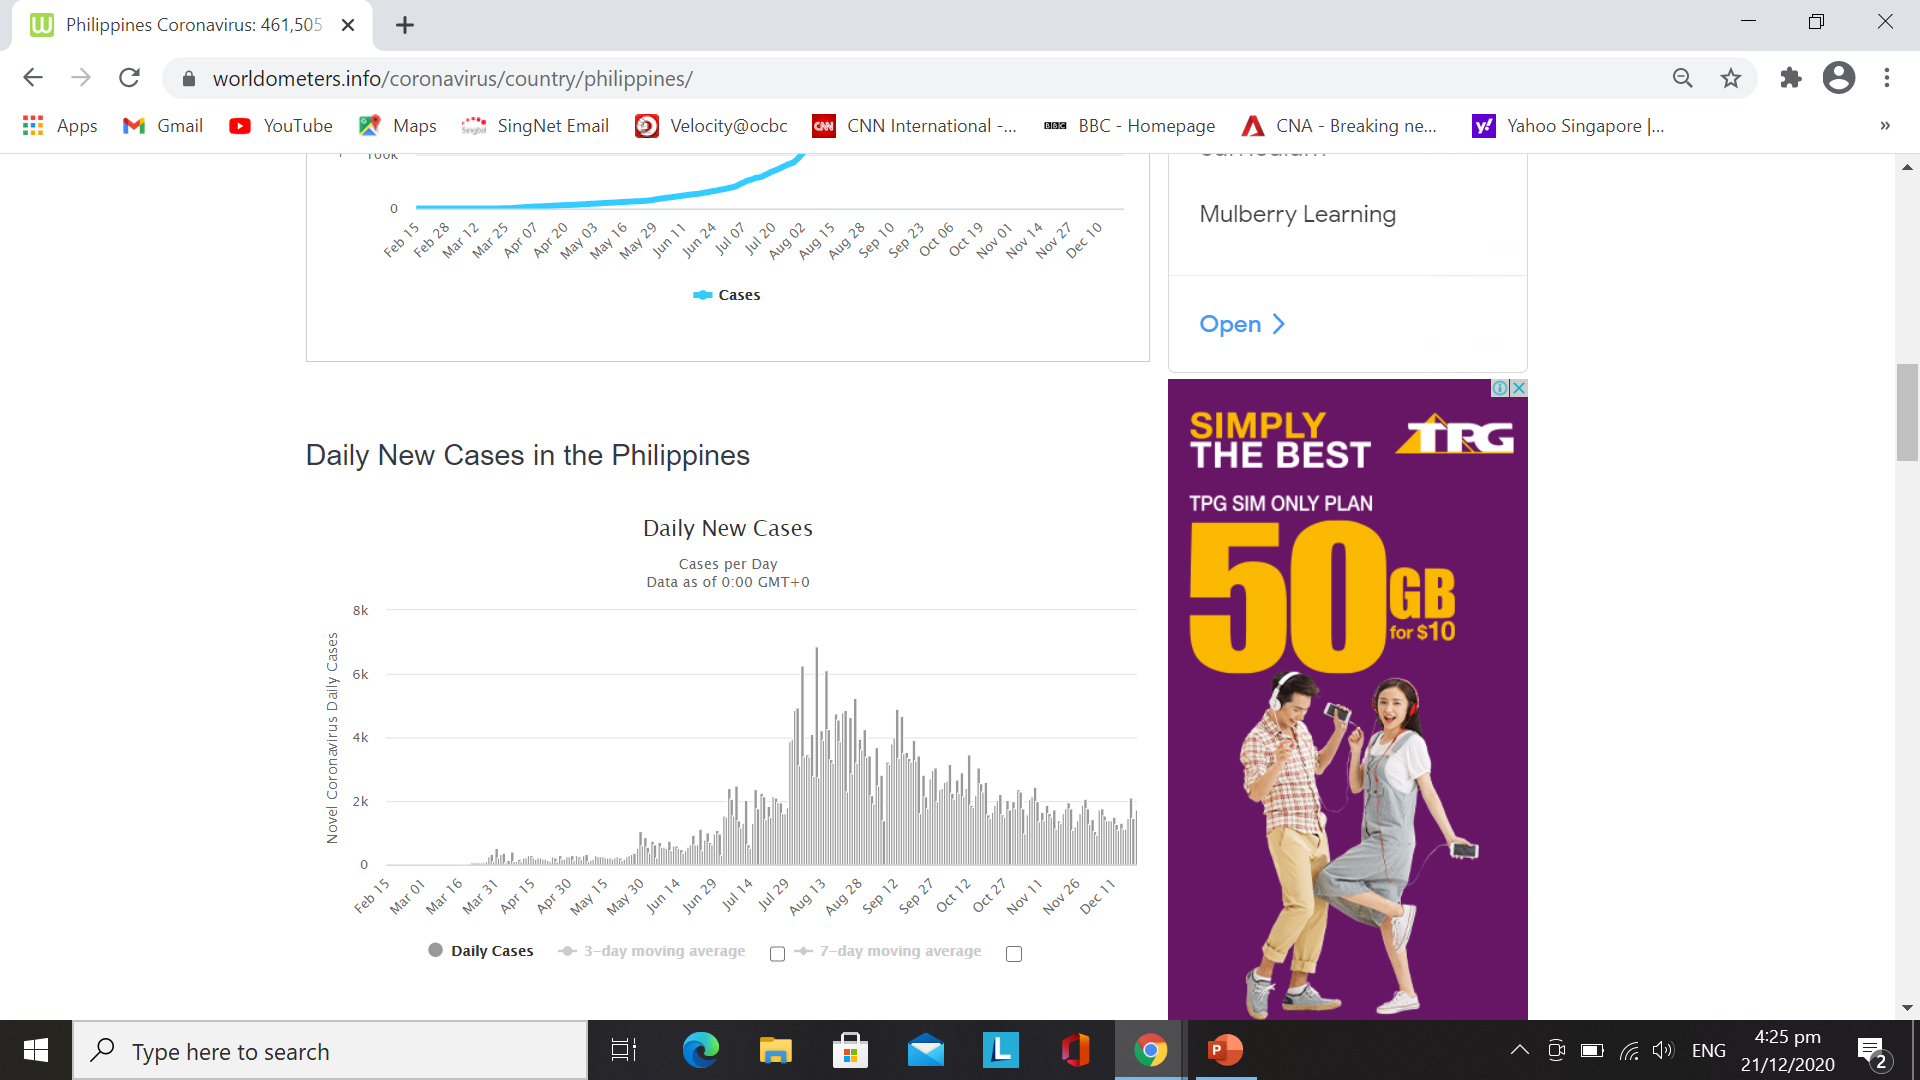 Philippines Coronavirus: 461,505
worldometers.info/coronavirus/country/philippines/
Apps Gmail YouTube Maps SingNet Email Velocity@ocbc CNN International -... BBC - Homepage CNA - Breaking ne... Yahoo Singapore |... »
100k
0
Feb 15 Feb 28 Mar 12 Mar 25 Apr 07 Apr 20 May 03 May 16 May 29 Jun 11 Jun 24 Jul 07 Jul 20 Aug 02 Aug 15 Aug 28 Sep 10 Sep 23 Oct 06 Oct 19 Nov 01 Nov 14 Nov 27 Dec 10
Cases
Mulberry Learning
Open
Daily New Cases in the Philippines
Daily New Cases
Cases per Day
Data as of 0:00 GMT+0
Novel Coronavirus Daily Cases
8k
6k
4k
2k
0
Feb 15 Mar 01 Mar 16 Mar 31 Apr 15 Apr 30 May 15 May 30 Jun 14 Jun 29 Jul 14 Jul 29 Aug 13 Aug 28 Sep 12 Sep 27 Oct 12 Oct 27 Nov 11 Nov 26 Dec 11
Daily Cases 3-day moving average 7-day moving average
SIMPLY
THE BEST
TPG
TPG SIM ONLY PLAN
50GB
for $10
Type here to search
ENG
4:25 pm
21/12/2020
2